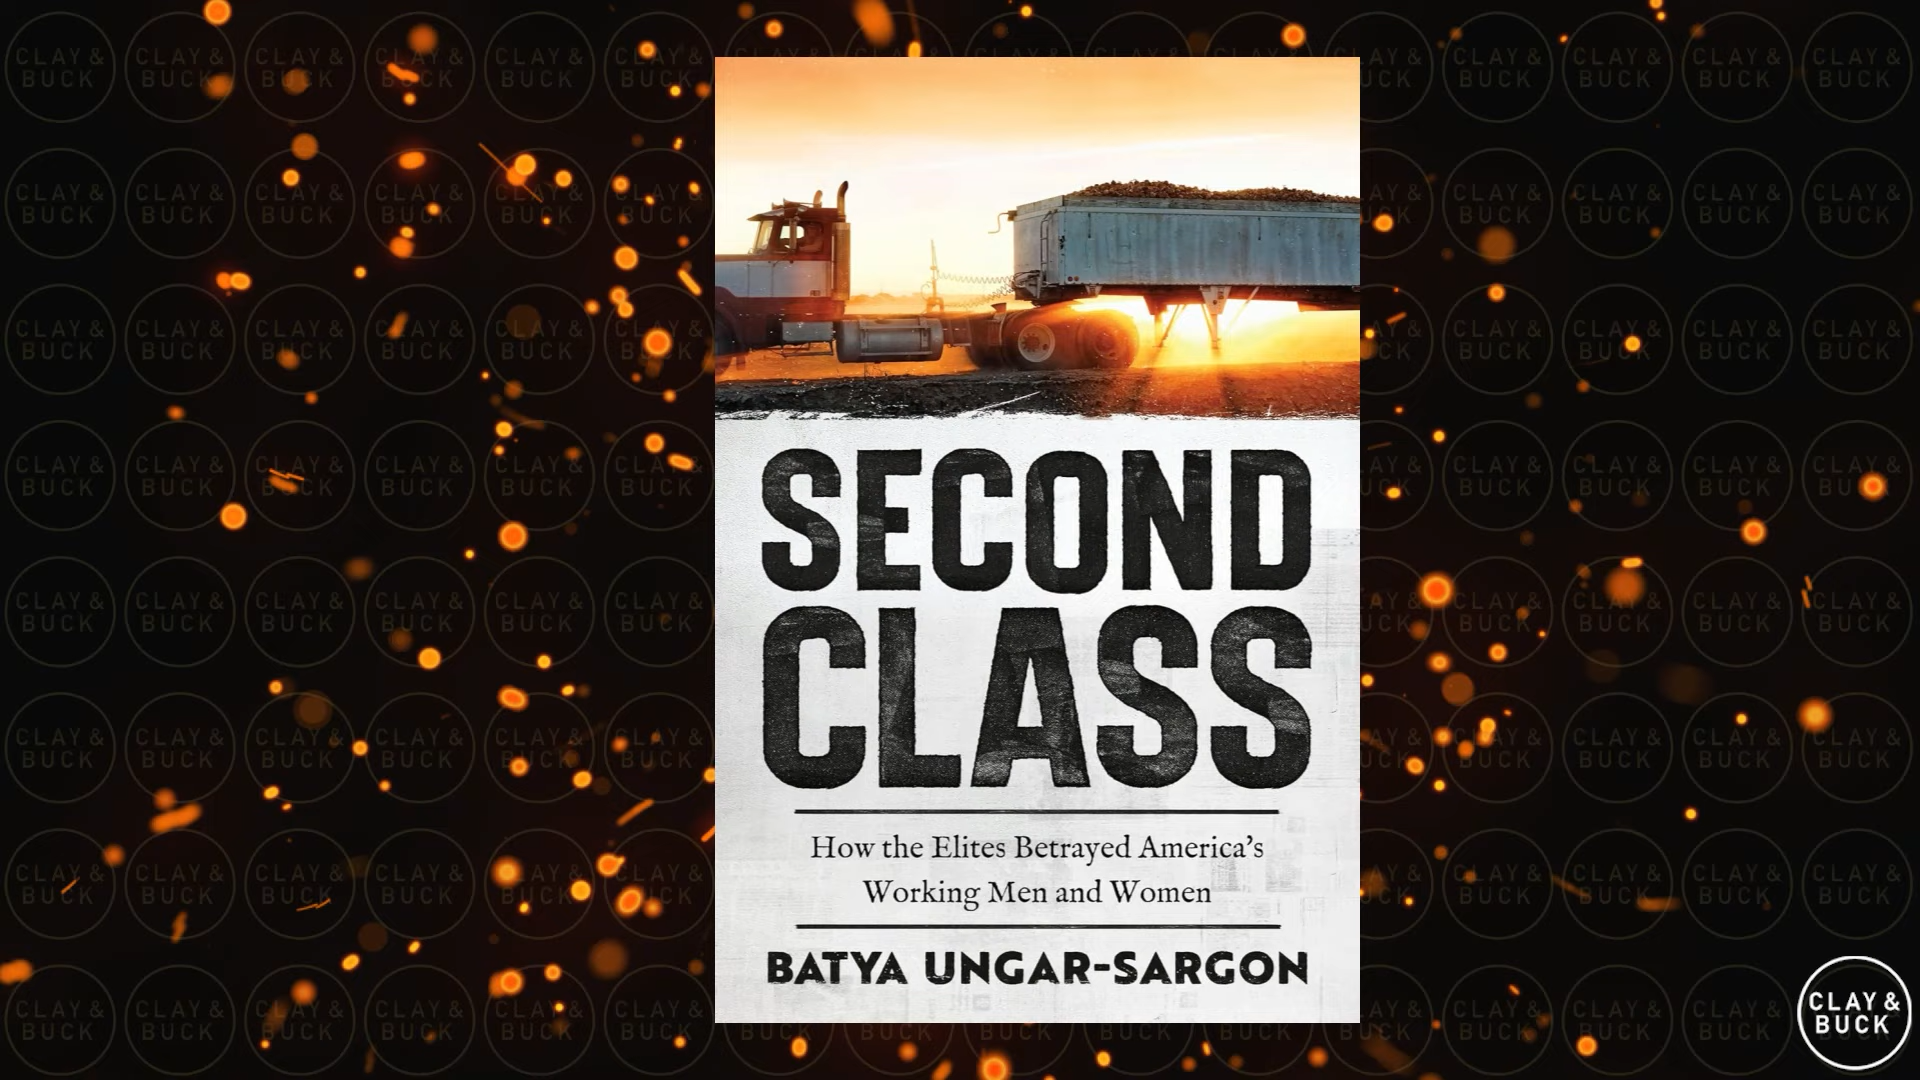 SECOND
CLASS
How the Elites Betrayed America's
Working Men and Women
BATYA UNGAR-SARGON
CLAY &
BUCK